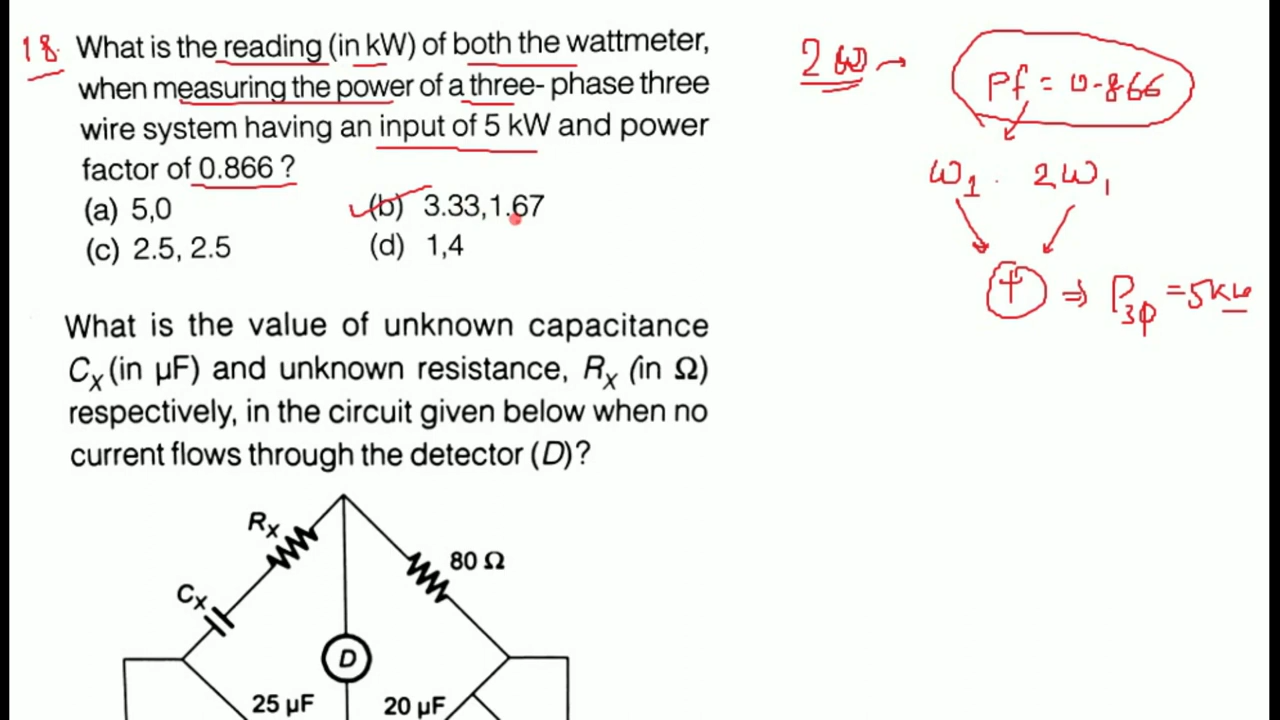 18. What is the reading (in kW) of both the wattmeter,
when measuring the power of a three- phase three
wire system having an input of 5 kW and power
factor of 0.866 ?
(a) 5,0 (b) 3.33,1.67
(c) 2.5, 2.5 (d) 1,4
2ω → Pf = 0.866
ω1 . 2ω1
+ ⇒ P3φ = 5kω
What is the value of unknown capacitance
Cx (in μF) and unknown resistance, Rx (in Ω)
respectively, in the circuit given below when no
current flows through the detector (D)?
Rx
80 Ω
Cx
D
25 μF 20 μF